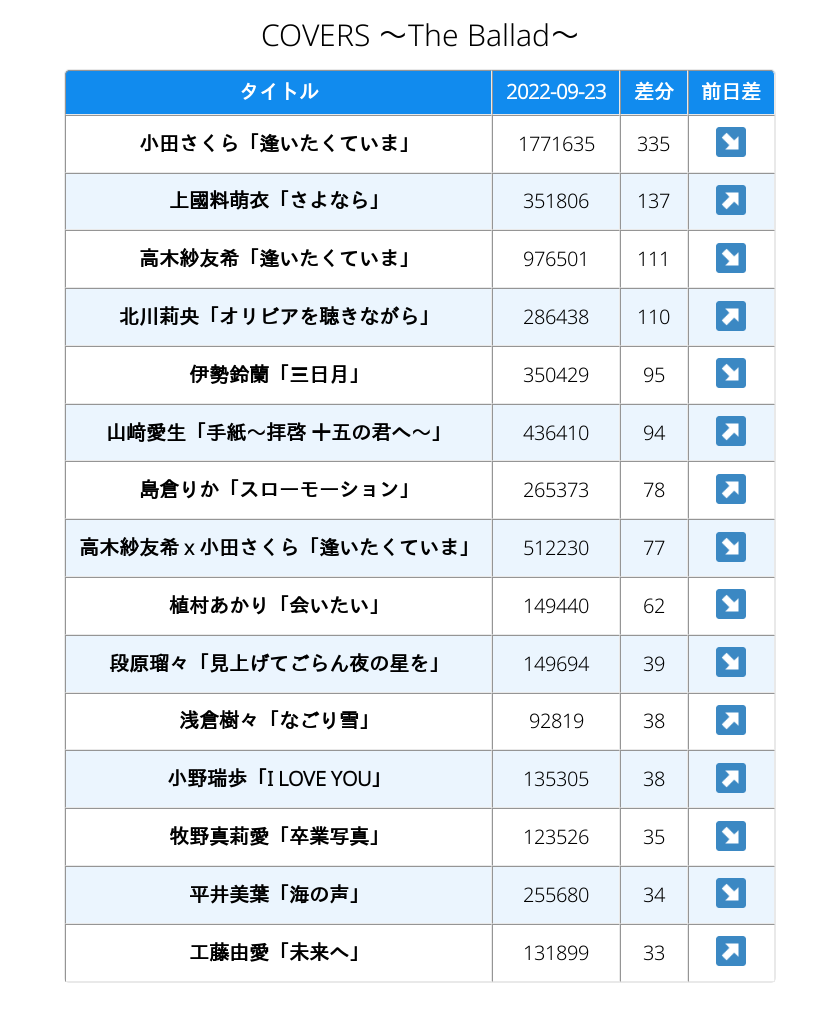 COVERS ～The Ballad～
タイトル 2022-09-23 差分 前日差
小田さくら「逢いたくていま」 1771635 335 ↘
上國料萌衣「さよなら」 351806 137 ↗
高木紗友希「逢いたくていま」 976501 111 ↘
北川莉央「オリビアを聴きながら」 286438 110 ↗
伊勢鈴蘭「三日月」 350429 95 ↘
山﨑愛生「手紙～拝啓 十五の君へ～」 436410 94 ↗
島倉りか「スローモーション」 265373 78 ↗
高木紗友希 x 小田さくら「逢いたくていま」 512230 77 ↘
植村あかり「会いたい」 149440 62 ↘
段原瑠々「見上げてごらん夜の星を」 149694 39 ↘
浅倉樹々「なごり雪」 92819 38 ↗
小野瑞歩「I LOVE YOU」 135305 38 ↗
牧野真莉愛「卒業写真」 123526 35 ↘
平井美葉「海の声」 255680 34 ↘
工藤由愛「未来へ」 131899 33 ↗